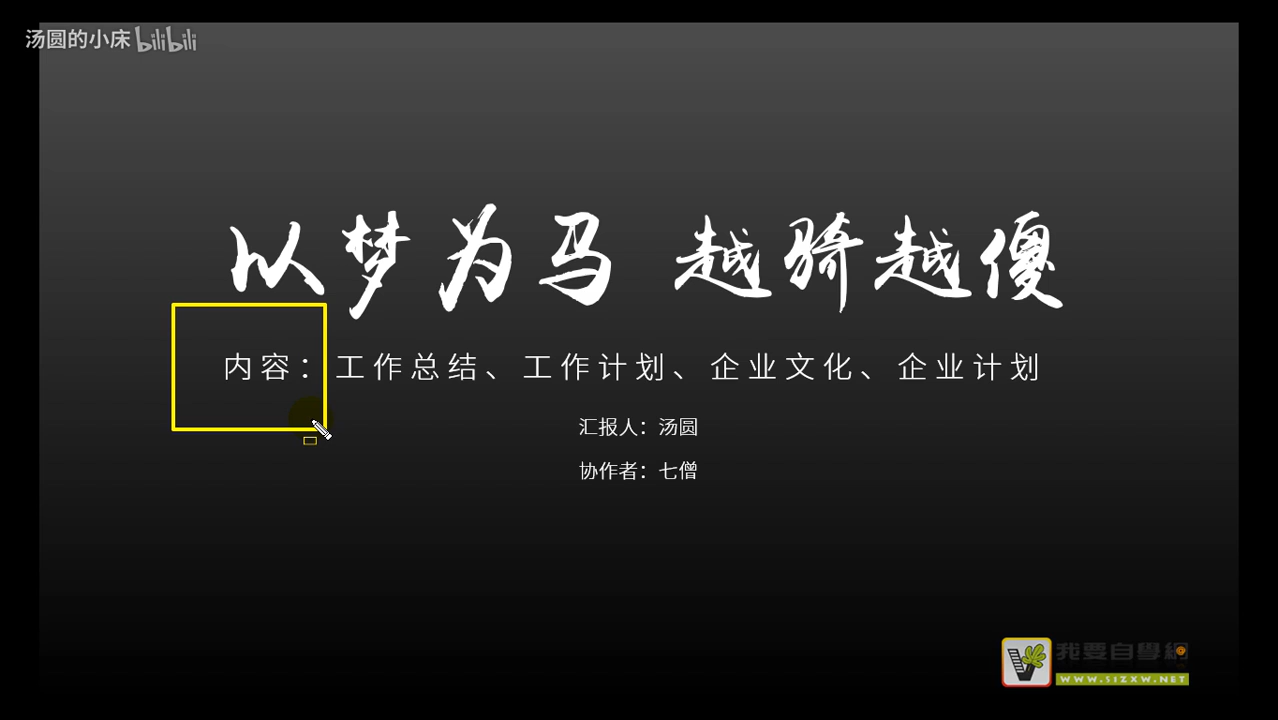 汤圆的小床 bilibili
以梦为马 越骑越傻
内容：工作总结、工作计划、企业文化、企业计划
汇报人：汤圆
协作者：七僧
我要自學網
WWW.51ZXW.NET